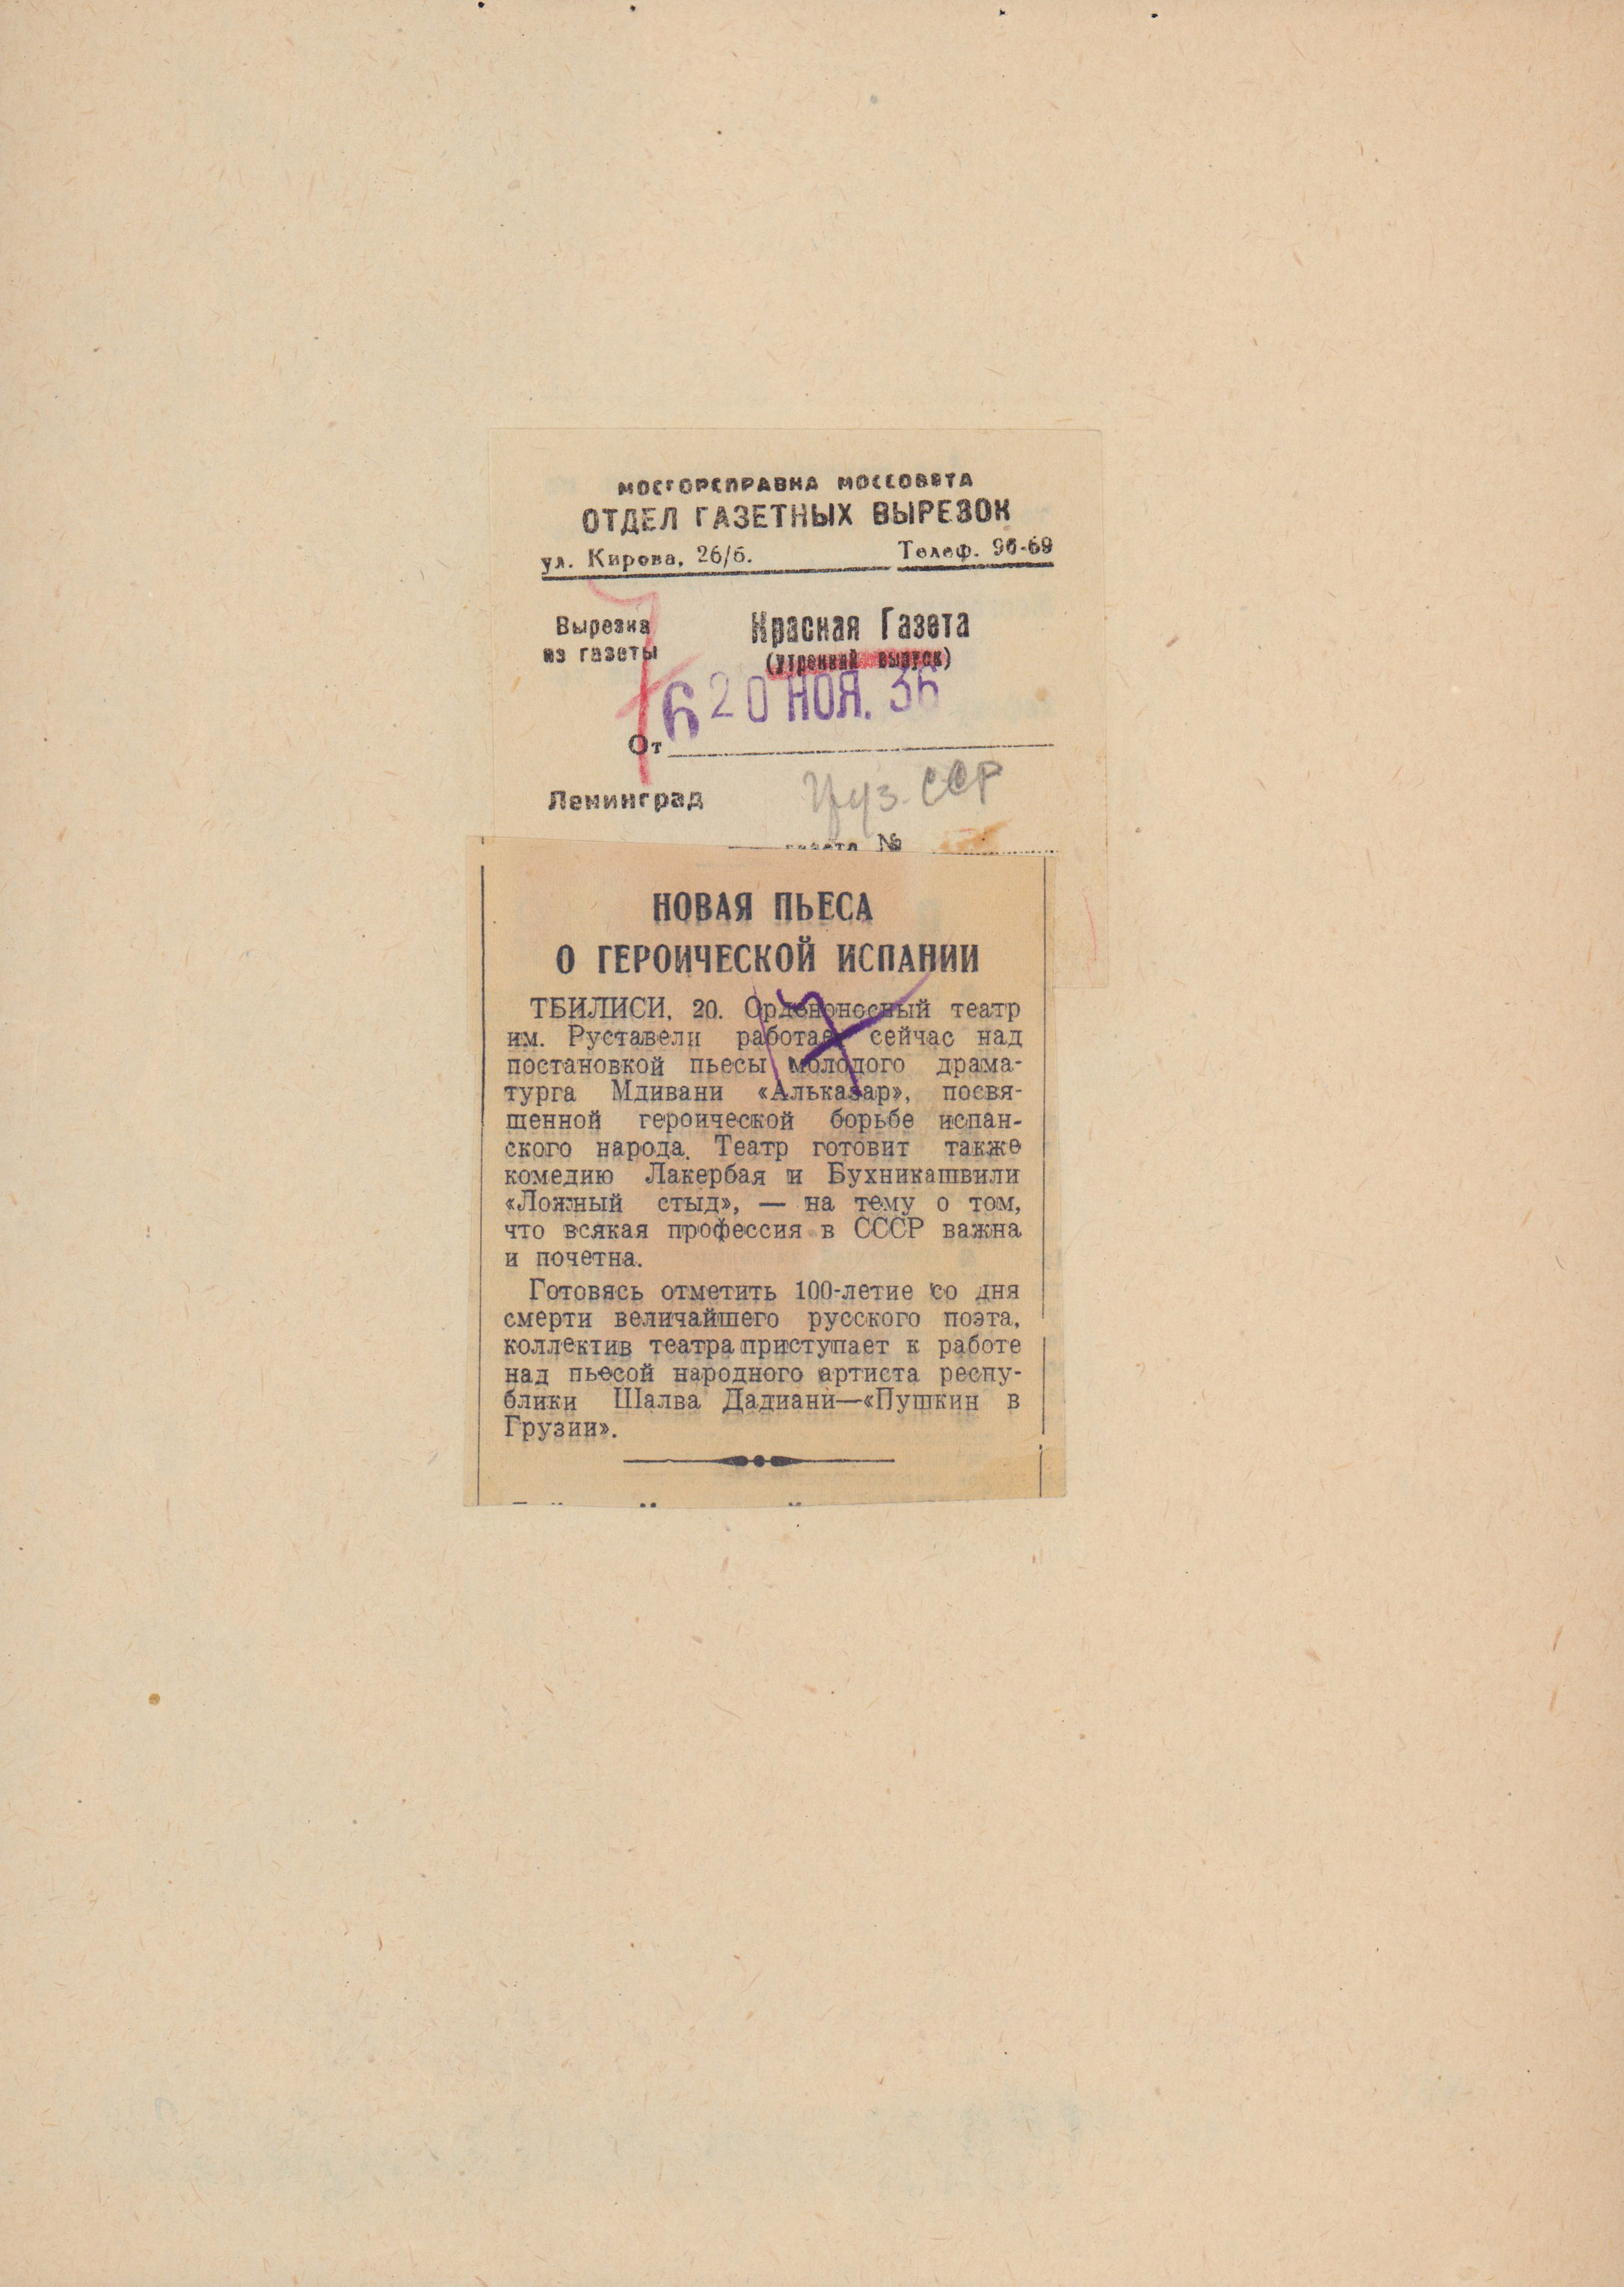 МОСГОРСПРАВКА МОССОВЕТА
ОТДЕЛ ГАЗЕТНЫХ ВЫРЕЗОК
ул. Кирова, 26/б. Телеф. 96-69
Вырезка
из газеты
Красная Газета
(утренний выпуск)
6 20 НОЯ. 36
От
Груз. ССР
Ленинград
газета №
НОВАЯ ПЬЕСА
О ГЕРОИЧЕСКОЙ ИСПАНИИ
ТБИЛИСИ, 20. Орденоносный театр
им. Руставели работает сейчас над
постановкой пьесы молодого драма-
турга Мдивани «Альказар», посвя-
щенной героической борьбе испан-
ского народа. Театр готовит также
комедию Лакербая и Бухникашвили
«Ложный стыд», — на тему о том,
что всякая профессия в СССР важна
и почетна.
Готовясь отметить 100-летие со дня
смерти величайшего русского поэта,
коллектив театра приступает к работе
над пьесой народного артиста респу-
блики Шалва Дадиани—«Пушкин в
Грузии».